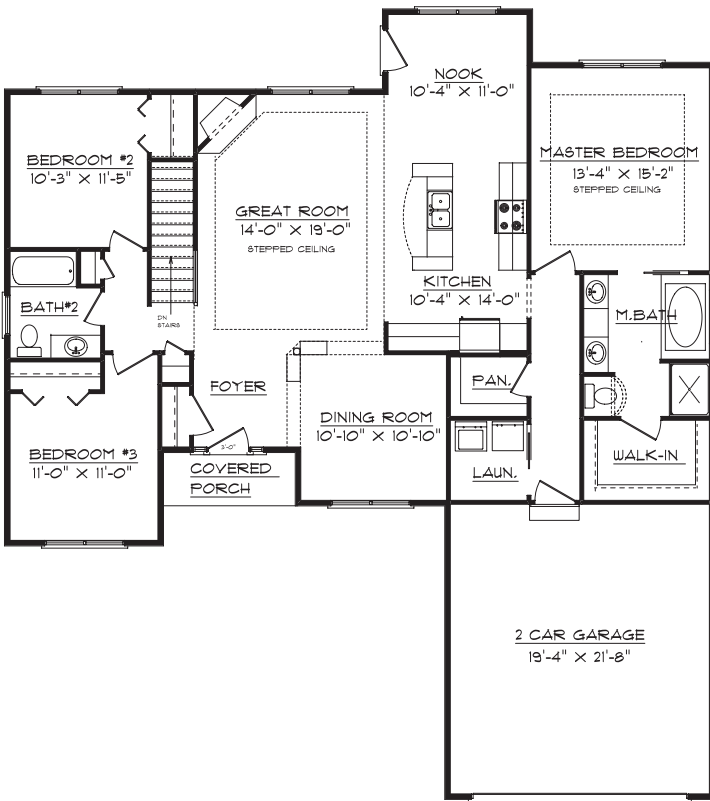 NOOK
10'-4" X 11'-0"
BEDROOM #2
10'-3" X 11'-5"
MASTER BEDROOM
13'-4" X 15'-2"
STEPPED CEILING
GREAT ROOM
14'-0" X 19'-0"
STEPPED CEILING
KITCHEN
10'-4" X 14'-0"
BATH#2
DN
STAIRS
M.BATH
FOYER
PAN.
DINING ROOM
10'-10" X 10'-10"
3'-0"
BEDROOM #3
11'-0" X 11'-0"
COVERED
PORCH
LAUN.
WALK-IN
2 CAR GARAGE
19'-4" X 21'-8"